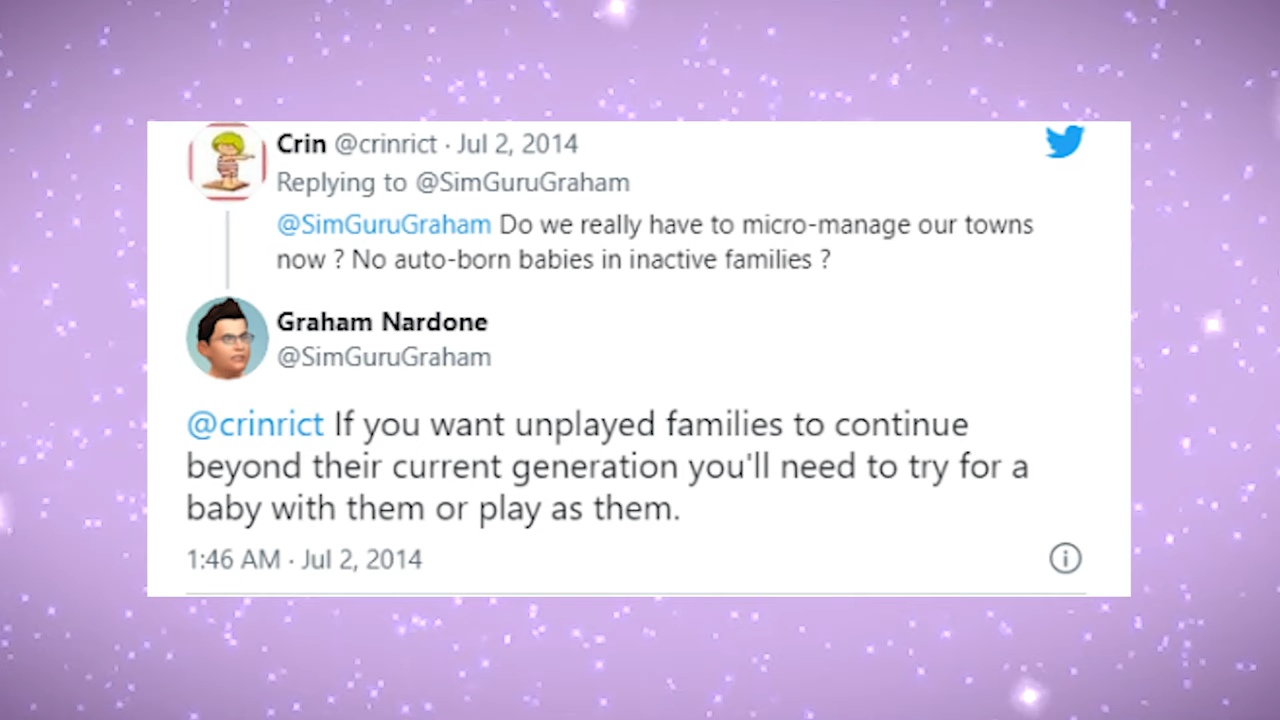 Crin @crinrict · Jul 2, 2014
Replying to @SimGuruGraham
@SimGuruGraham Do we really have to micro-manage our towns
now ? No auto-born babies in inactive families ?
Graham Nardone
@SimGuruGraham
@crinrict If you want unplayed families to continue
beyond their current generation you'll need to try for a
baby with them or play as them.
1:46 AM · Jul 2, 2014